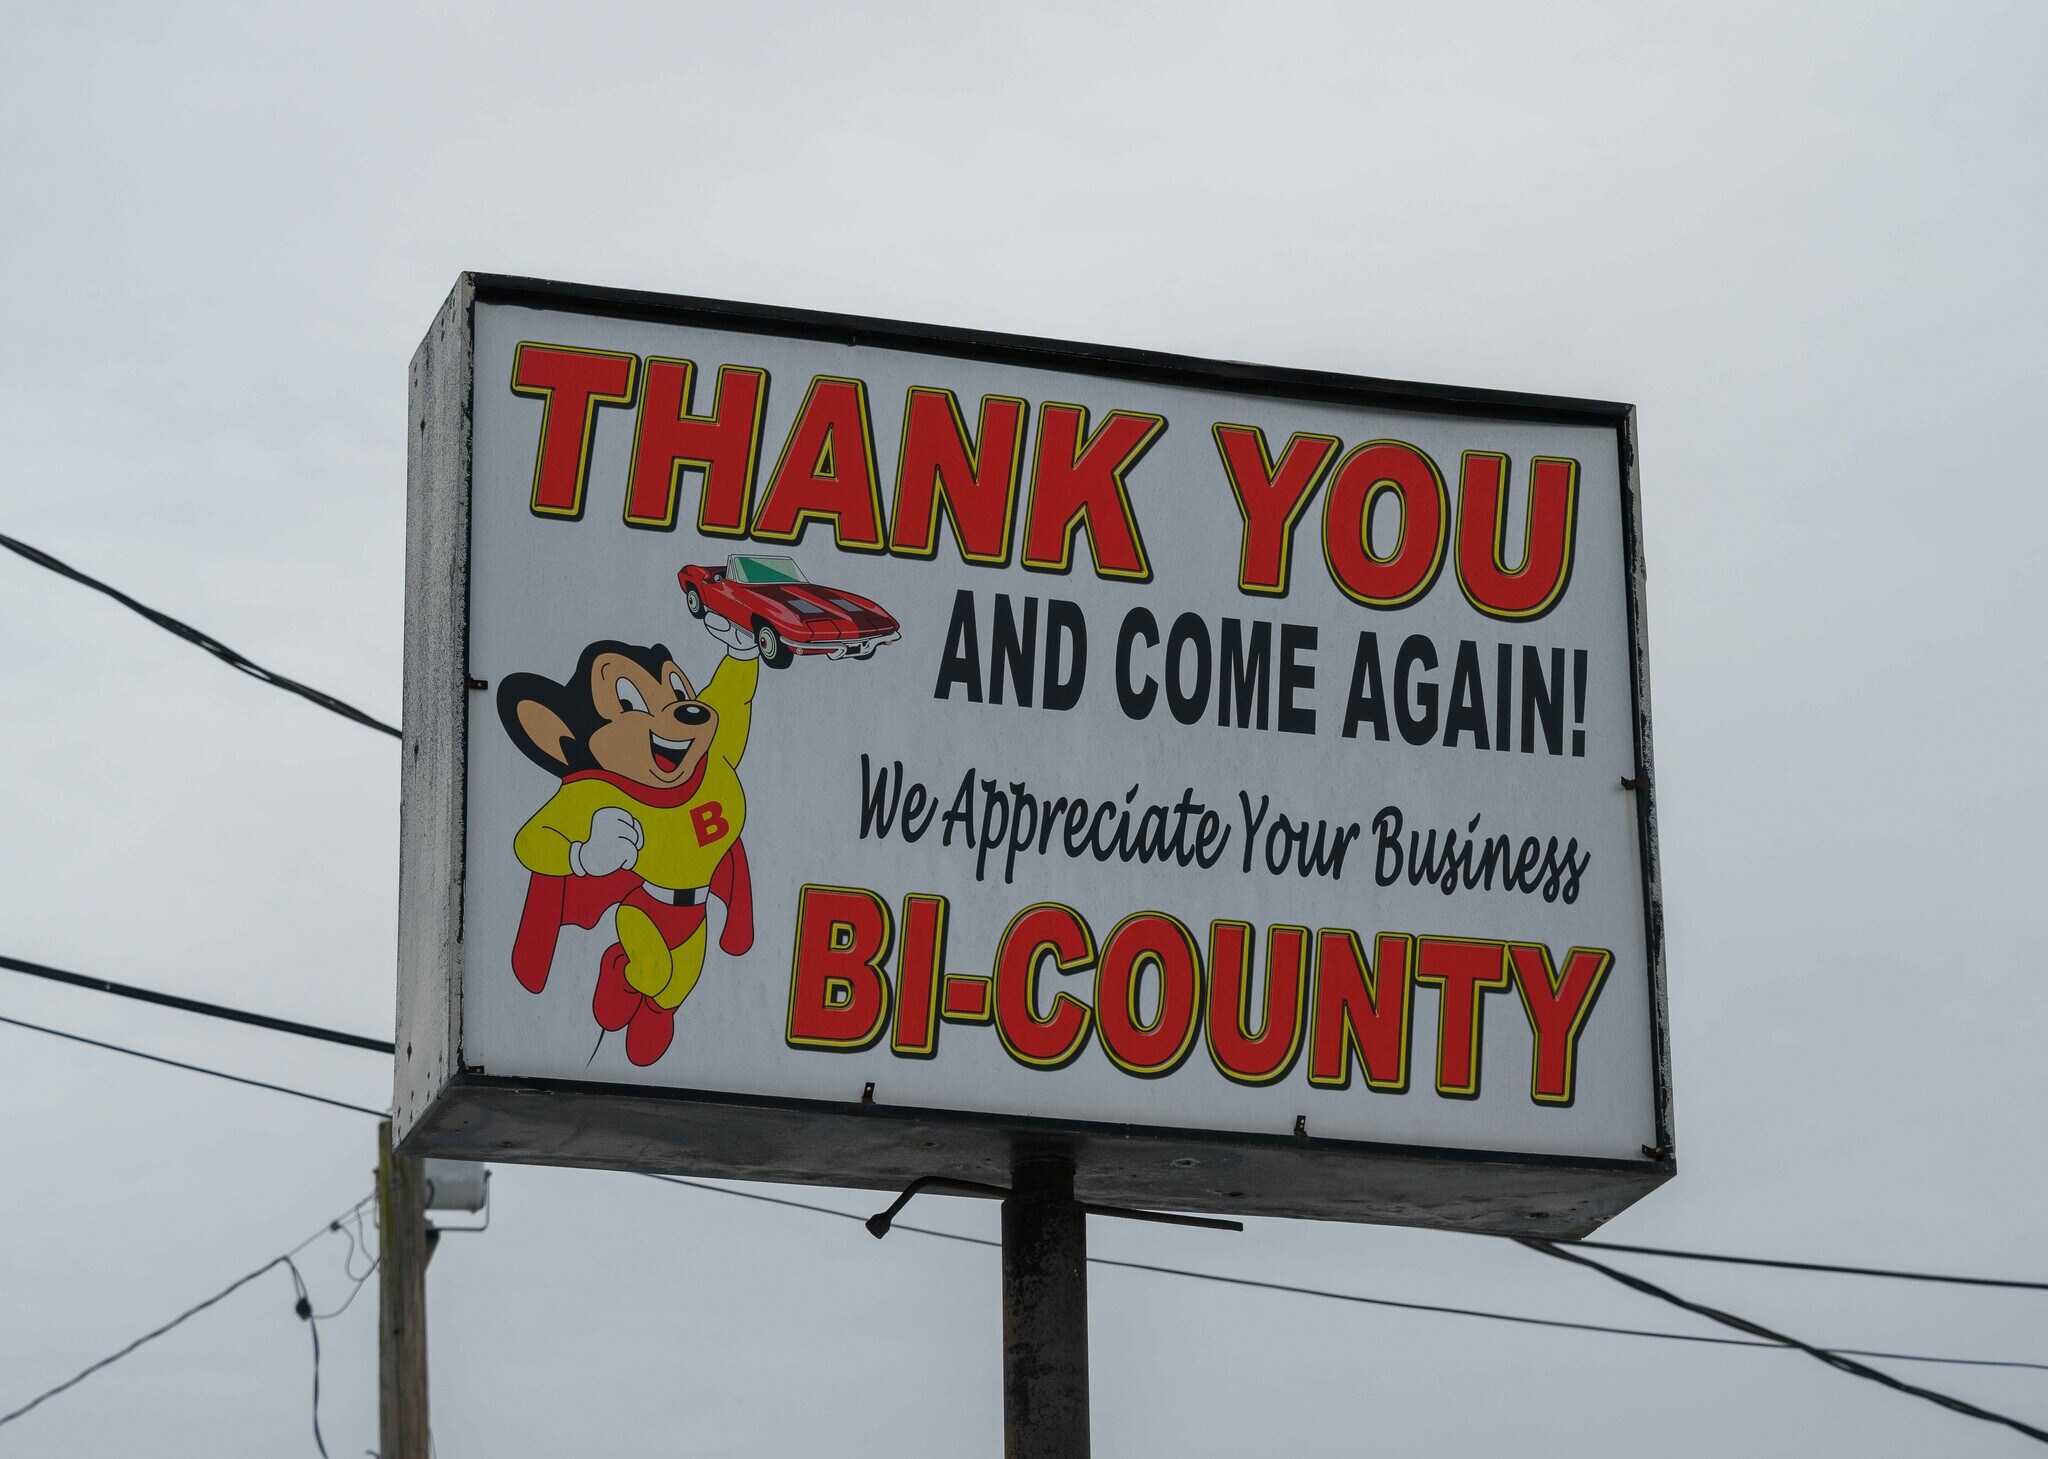 THANK YOU
AND COME AGAIN!
We Appreciate Your Business
B
BI-COUNTY